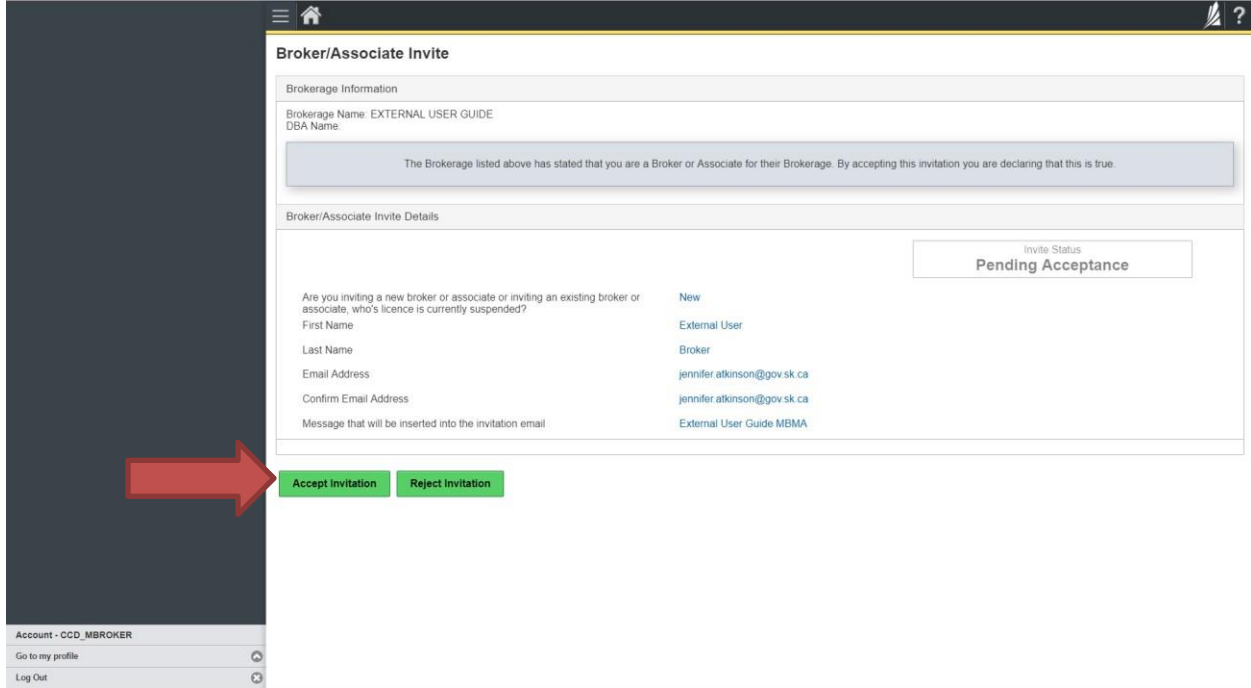 ?
Broker/Associate Invite
Brokerage Information
Brokerage Name: EXTERNAL USER GUIDE
DBA Name:
The Brokerage listed above has stated that you are a Broker or Associate for their Brokerage. By accepting this invitation you are declaring that this is true.
Broker/Associate Invite Details
Invite Status
Pending Acceptance
Are you inviting a new broker or associate or inviting an existing broker or
associate, who's licence is currently suspended?
New
First Name
External User
Last Name
Broker
Email Address
jennifer.atkinson@gov.sk.ca
Confirm Email Address
jennifer.atkinson@gov.sk.ca
Message that will be inserted into the invitation email
External User Guide MBMA
Accept Invitation
Reject Invitation
Account - CCD_MBROKER
Go to my profile
Log Out